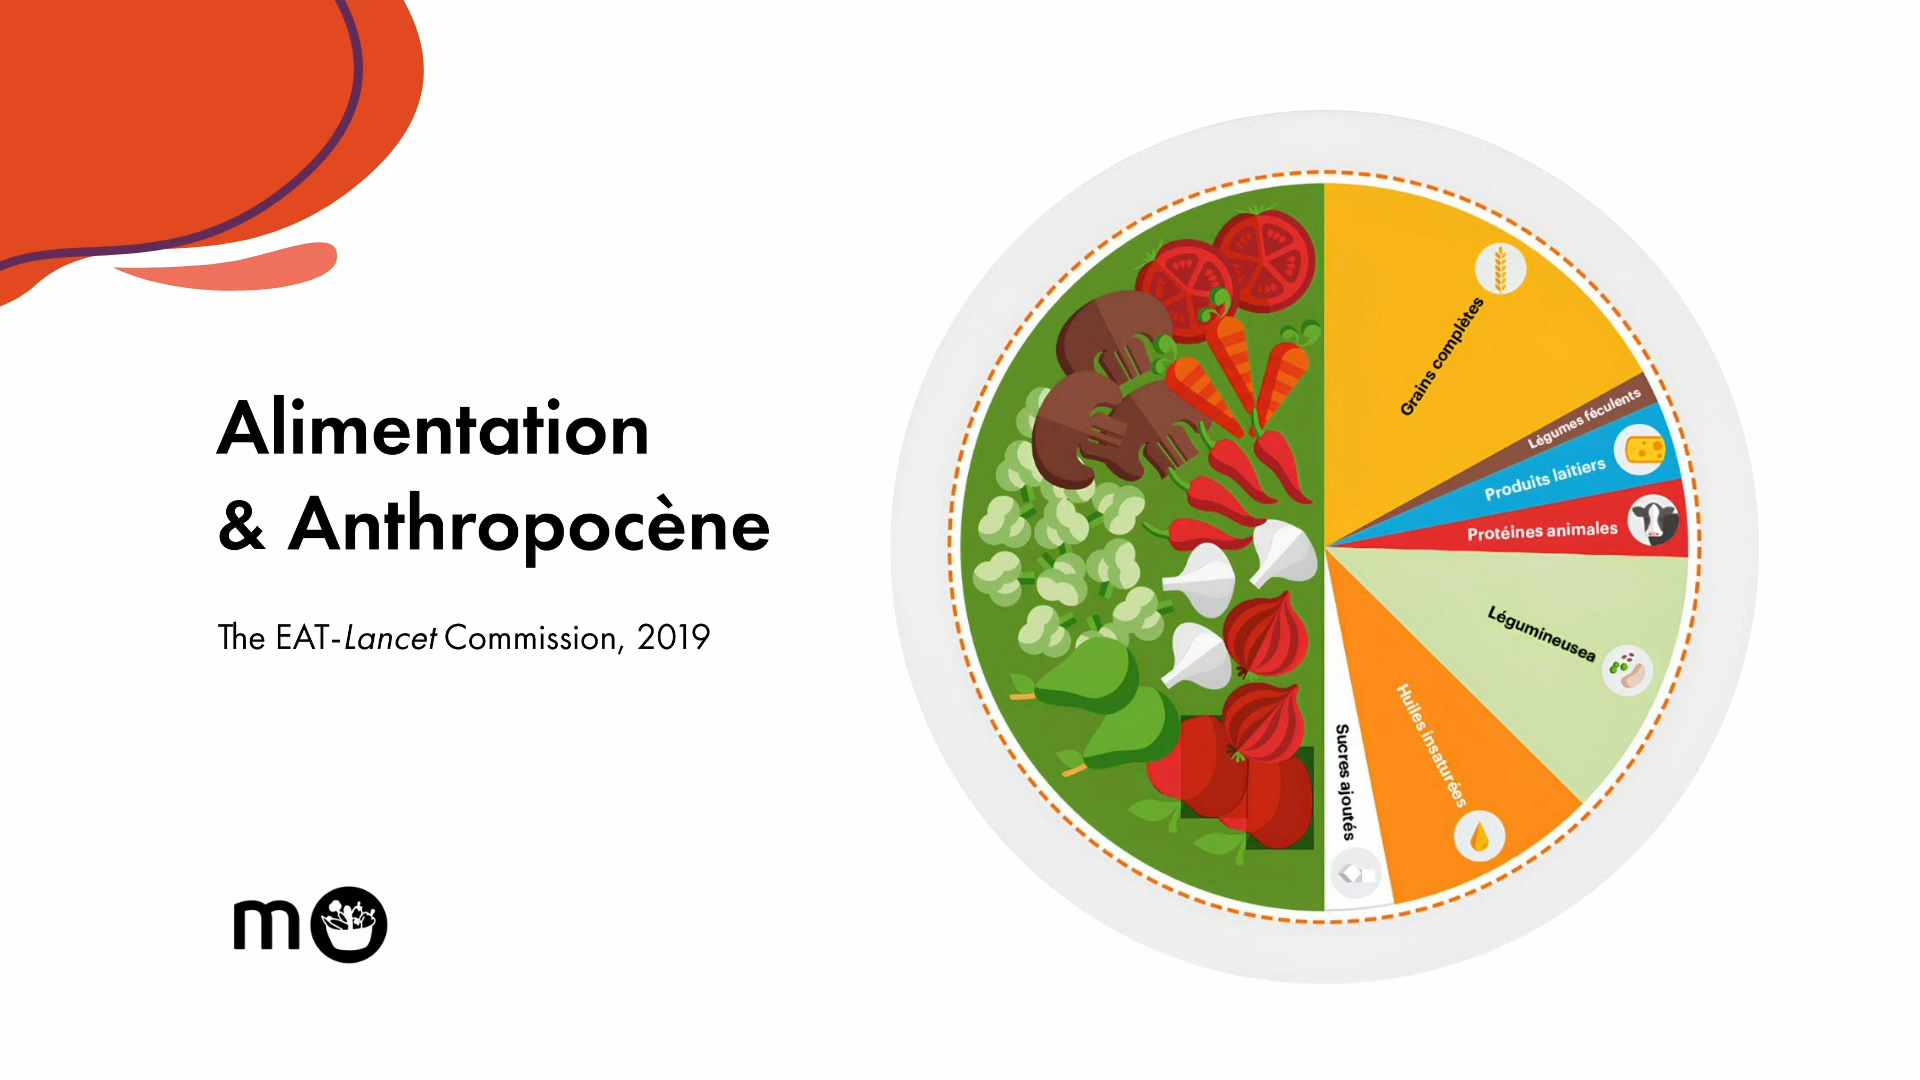 Alimentation
& Anthropocène
The EAT-Lancet Commission, 2019
m
Grains complètes
Légumes féculents
Produits laitiers
Protéines animales
Légumineusea
Huiles insaturées
Sucres ajoutés